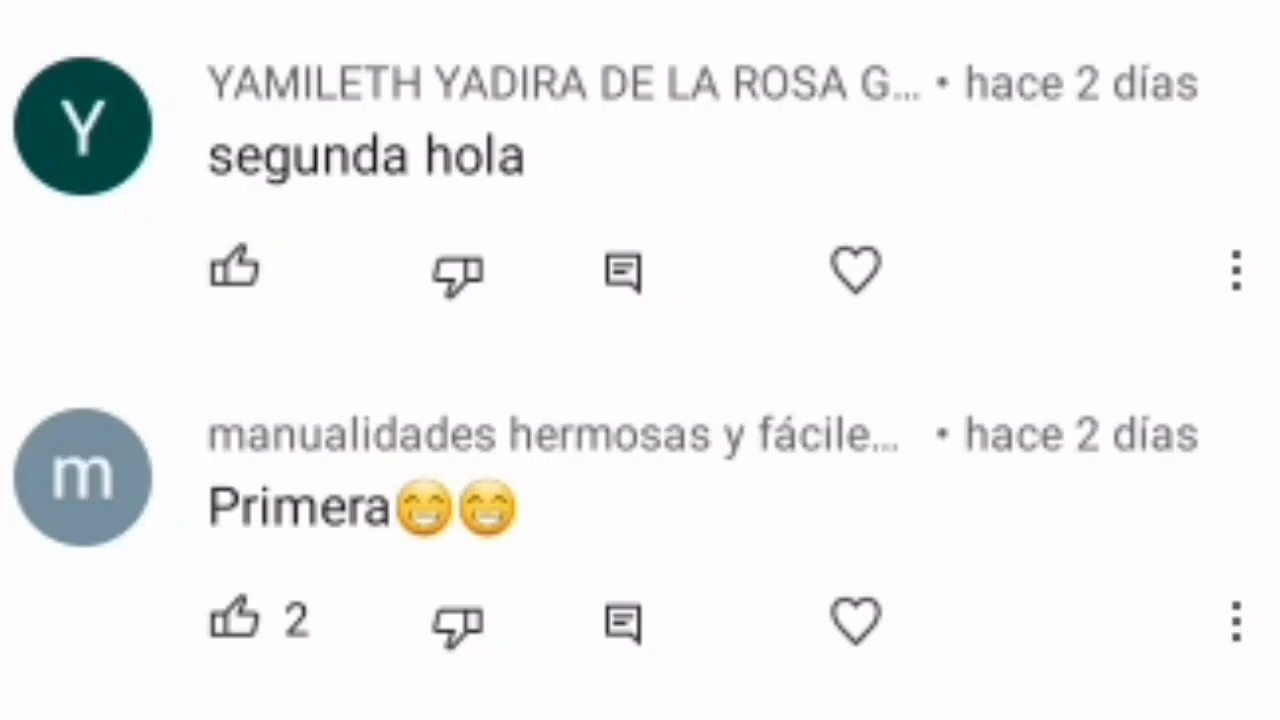 Y
YAMILETH YADIRA DE LA ROSA G... • hace 2 días
segunda hola
m
manualidades hermosas y fácile... • hace 2 días
Primera😁😁
2